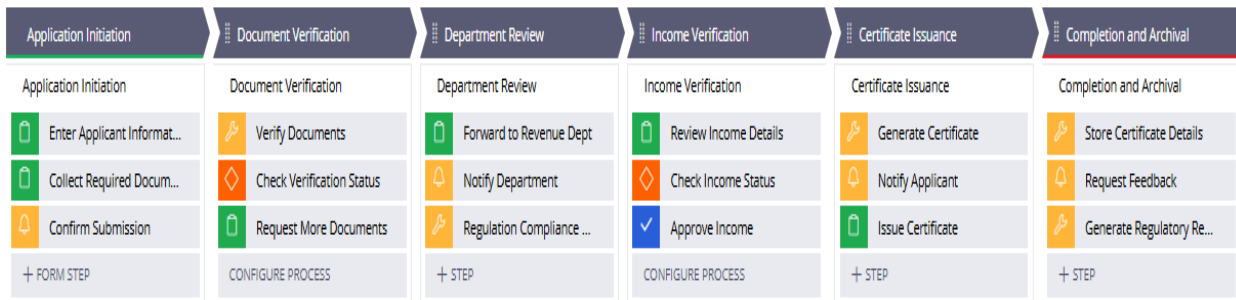 Application Initiation
Document Verification
Department Review
Income Verification
Certificate Issuance
Completion and Archival
Application Initiation
Enter Applicant Informat...
Collect Required Docum...
Confirm Submission
+ FORM STEP
Document Verification
Verify Documents
Check Verification Status
Request More Documents
CONFIGURE PROCESS
Department Review
Forward to Revenue Dept
Notify Department
Regulation Compliance ...
+ STEP
Income Verification
Review Income Details
Check Income Status
Approve Income
CONFIGURE PROCESS
Certificate Issuance
Generate Certificate
Notify Applicant
Issue Certificate
+ STEP
Completion and Archival
Store Certificate Details
Request Feedback
Generate Regulatory Re...
+ STEP